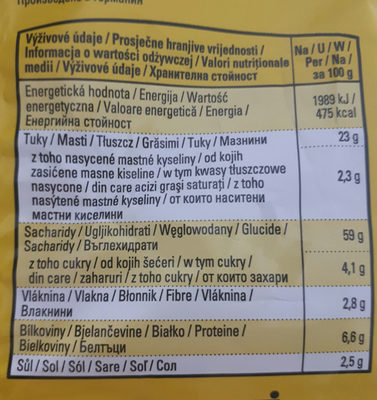 Výživové údaje / Prosječne hranjive vrijednosti /
Informacja o wartości odżywczej / Valori nutriționale
medii / Výživové údaje / Хранителна стойност
Na / U / W /
Per / Na /
за 100 g
Energetická hodnota / Energija / Wartość
energetyczna / Valoare energetică / Energia /
Енергийна стойност
1989 kJ /
475 kcal
Tuky / Masti / Tłuszcz / Grăsimi / Tuky / Мазнини
23 g
z toho nasycené mastné kyseliny / od kojih
zasićene masne kiseline / w tym kwasy tłuszczowe
nasycone / din care acizi grași saturați / z toho
nasýtené mastné kyseliny / от които наситени
мастни киселини
2,3 g
Sacharidy / Ugljikohidrati / Węglowodany / Glucide /
Sacharidy / Въглехидрати
59 g
z toho cukry / od kojih šećeri / w tym cukry /
din care / zaharuri / z toho cukry / от които захари
4,1 g
Vláknina / Vlakna / Błonnik / Fibre / Vláknina /
Влакнини
2,8 g
Bílkoviny / Bjelančevine / Białko / Proteine /
Bielkoviny / Белтъци
6,6 g
Sůl / Sol / Sól / Sare / Soľ / Сол
2,5 g